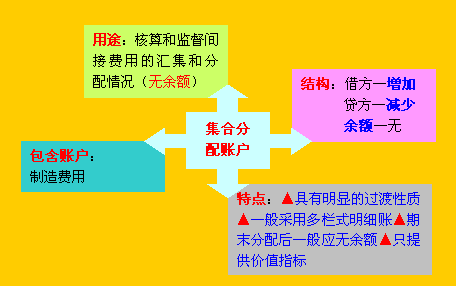 用途：核算和监督间
接费用的汇集和分
配情况（无余额）
结构：借方—增加
贷方—减少
余额—无
集合分
配账户
包含账户：
制造费用
特点：▲具有明显的过渡性质
▲一般采用多栏式明细账▲期
末分配后一般应无余额▲只提
供价值指标